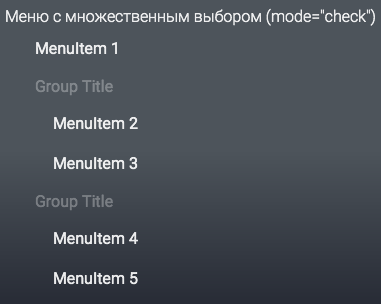 Меню с множественным выбором (mode="check")
MenuItem 1
Group Title
MenuItem 2
MenuItem 3
Group Title
MenuItem 4
MenuItem 5